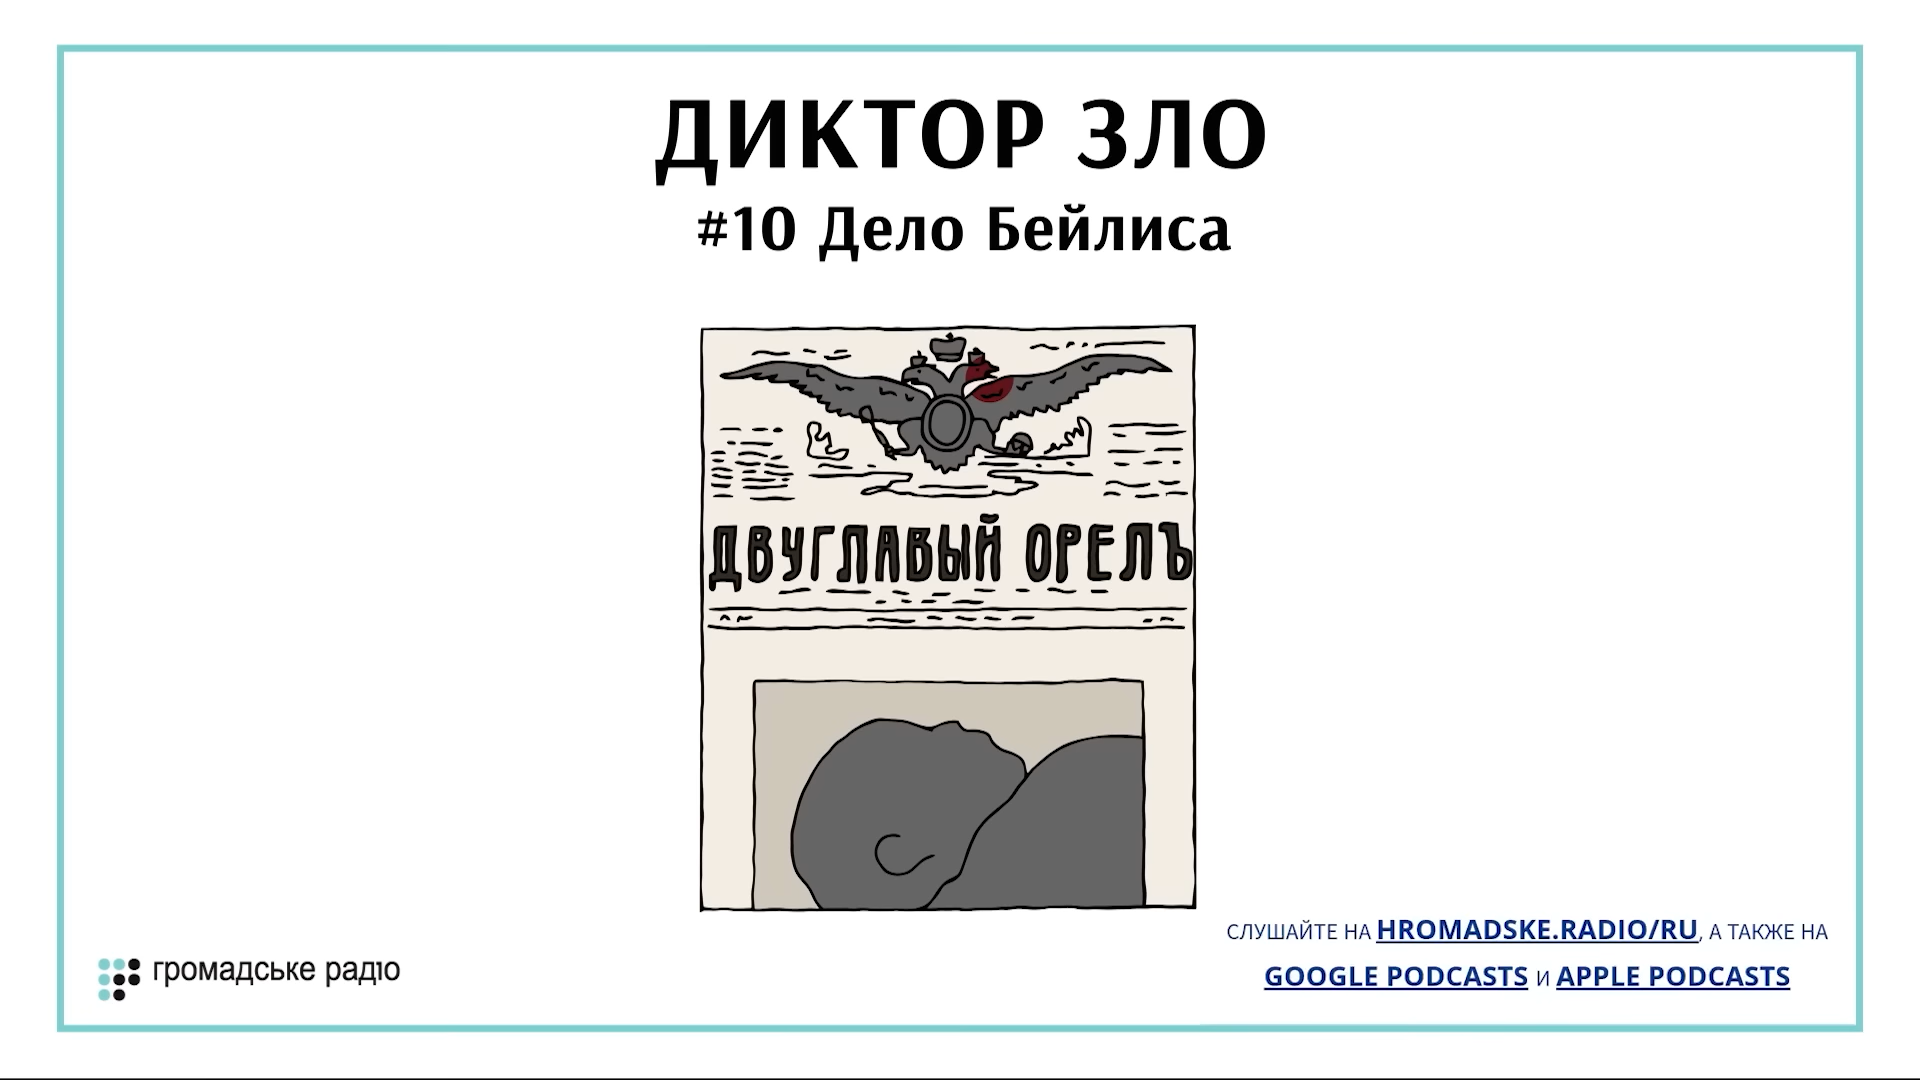 ДИКТОР ЗЛО
#10 Дело Бейлиса
ДВУГЛАВЫЙ ОРЕЛЪ
СЛУШАЙТЕ НА HROMADSKE.RADIO/RU, А ТАКЖЕ НА
GOOGLE PODCASTS И APPLE PODCASTS
громадське радіо